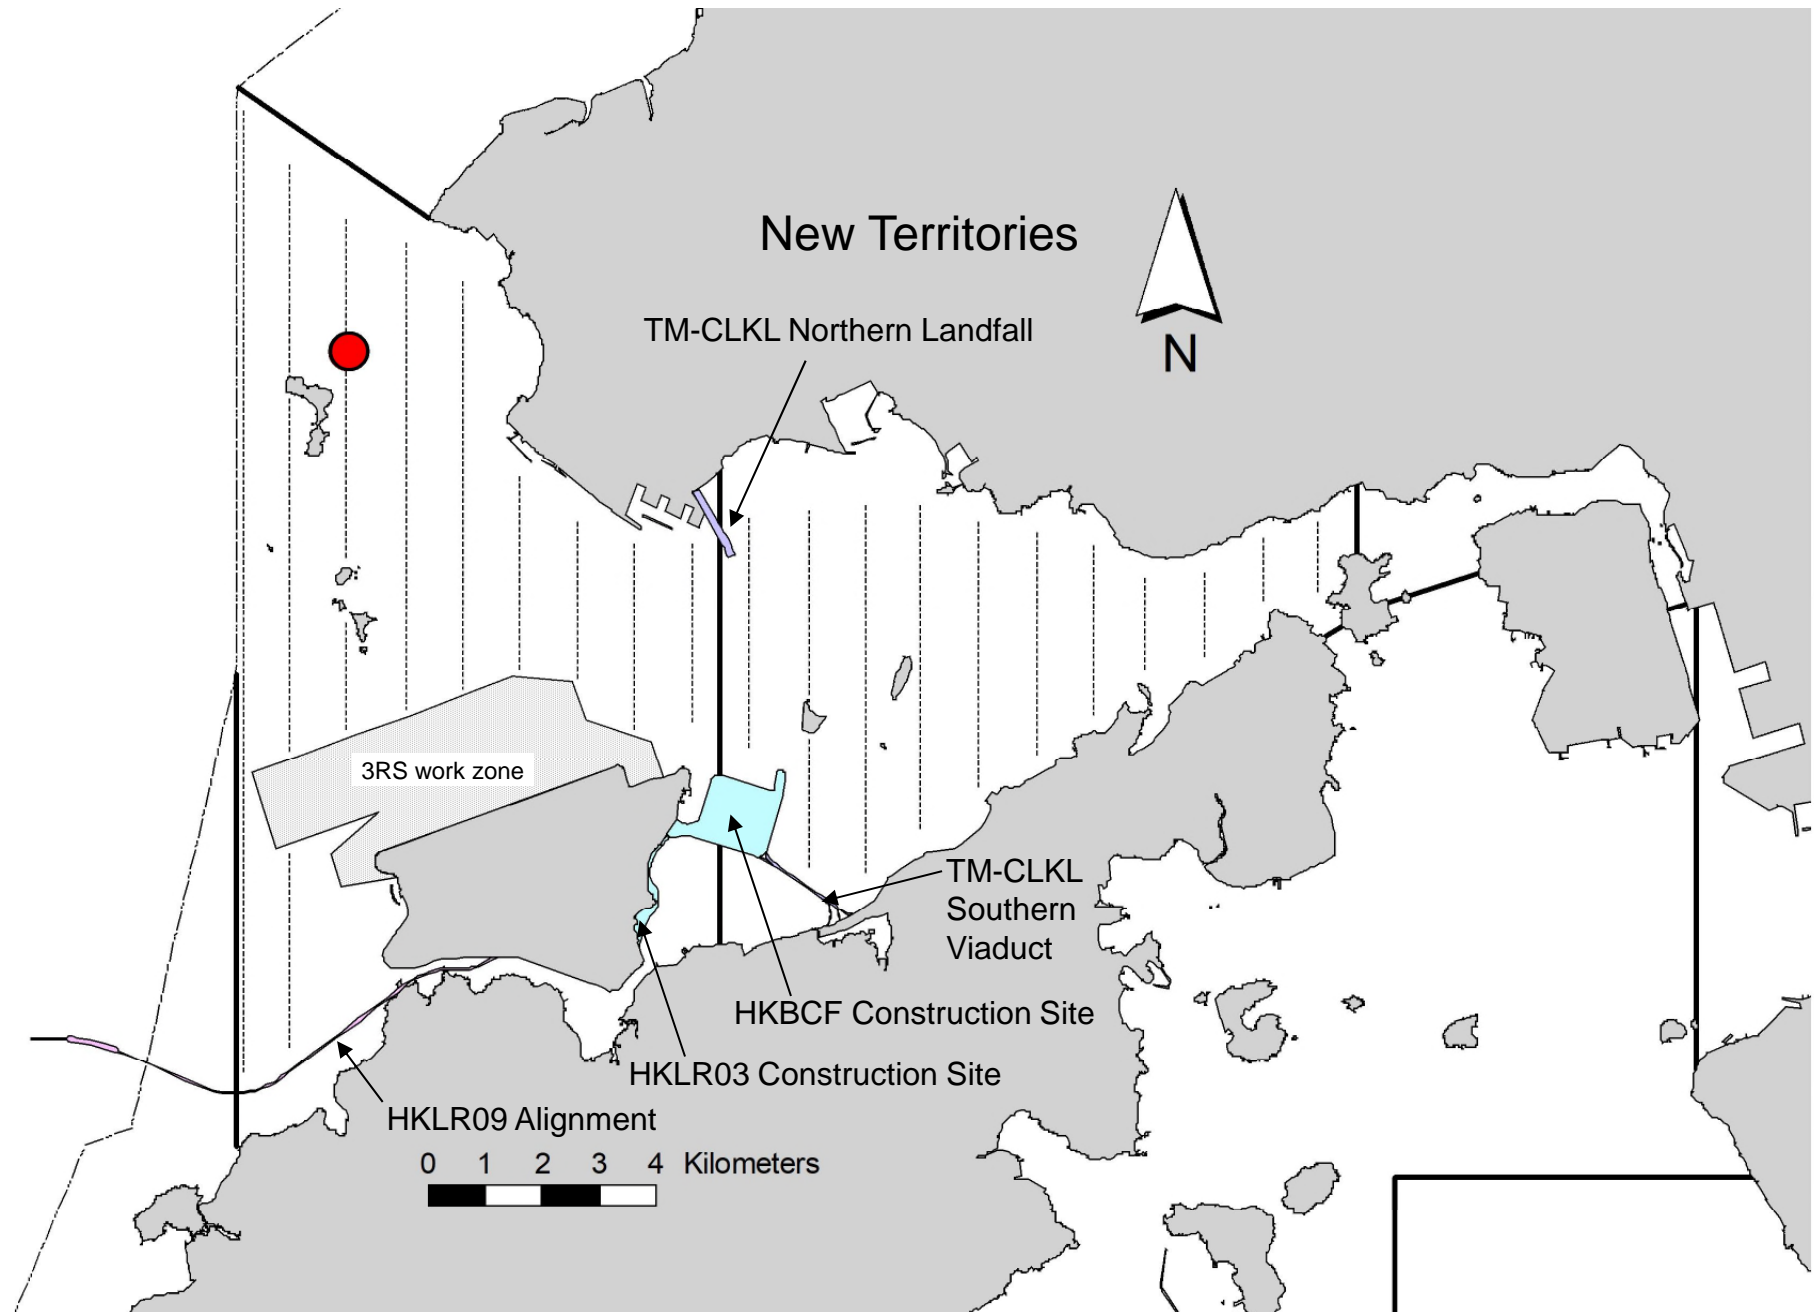 New Territories
TM-CLKL Northern Landfall
N
3RS work zone
TM-CLKL
Southern
Viaduct
HKBCF Construction Site
HKLR03 Construction Site
HKLR09 Alignment
0 1 2 3 4 Kilometers